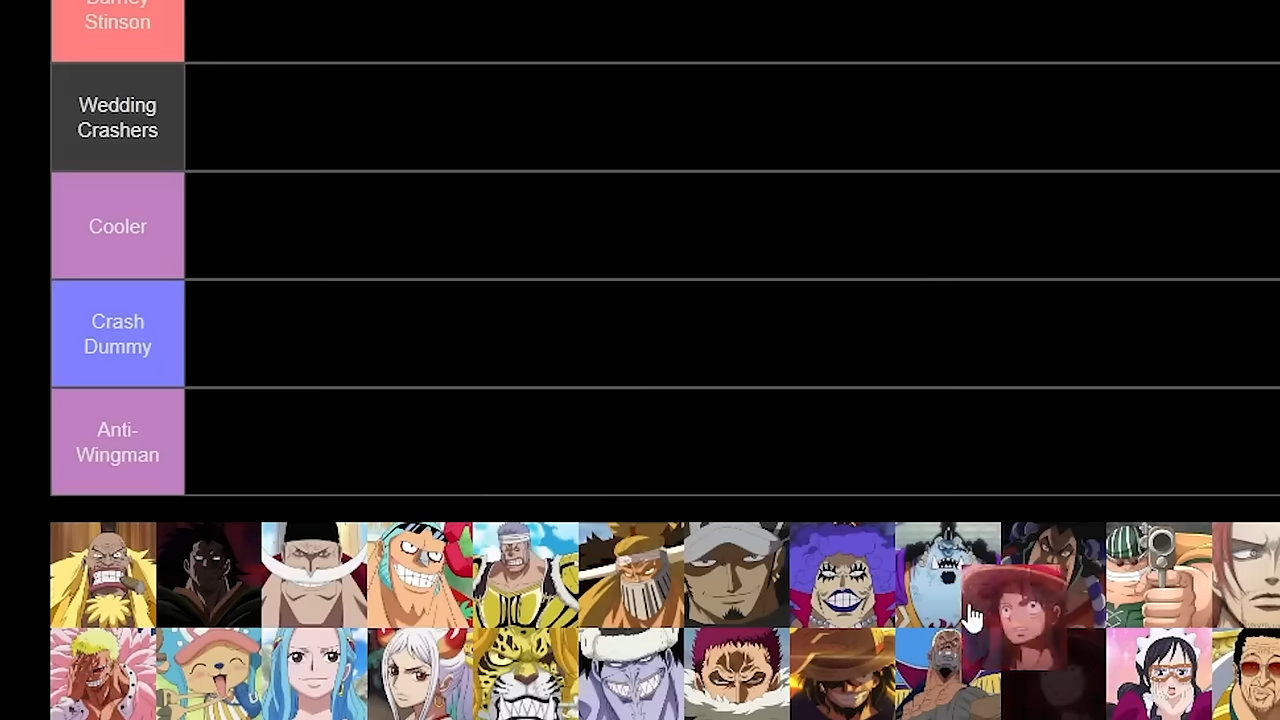 Stinson
Wedding
Crashers
Cooler
Crash
Dummy
Anti-
Wingman